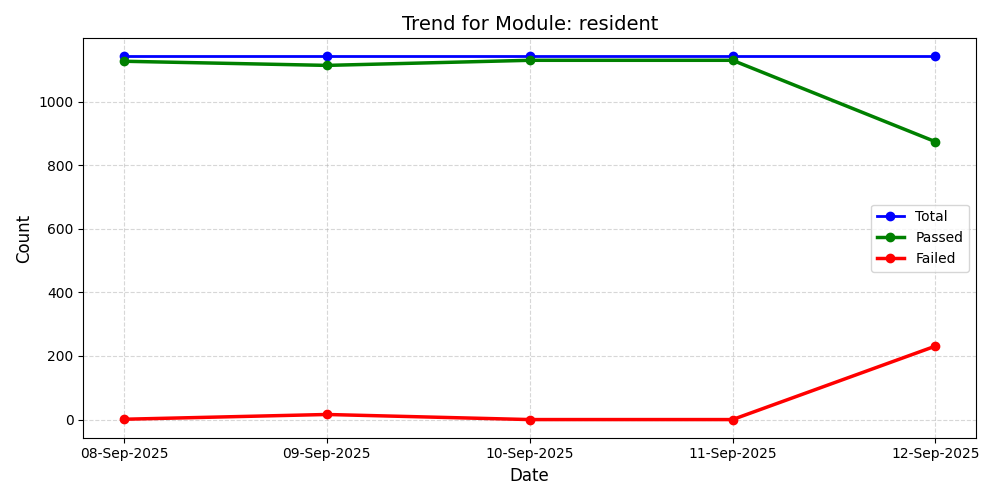 Trend for Module: resident
Count
1000
800
600
400
200
0
Total
Passed
Failed
08-Sep-2025
09-Sep-2025
10-Sep-2025
11-Sep-2025
12-Sep-2025
Date